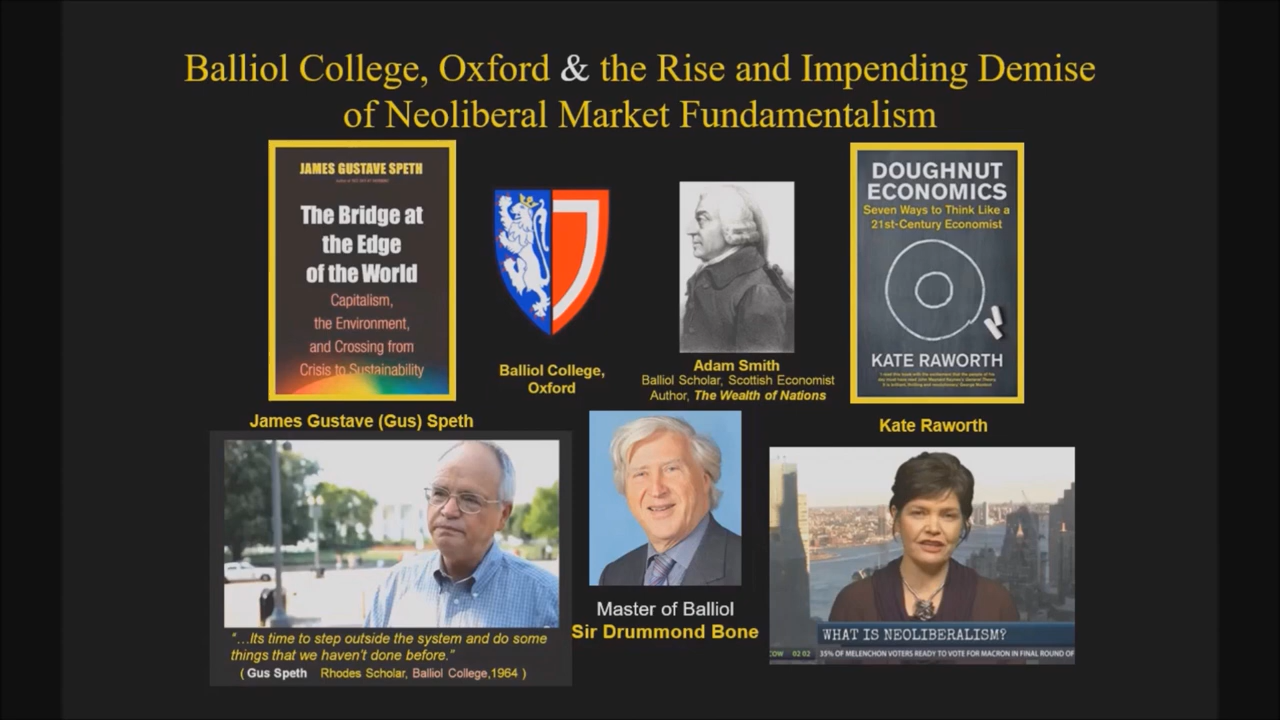 Balliol College, Oxford & the Rise and Impending Demise
of Neoliberal Market Fundamentalism
JAMES GUSTAVE SPETH
The Bridge at
the Edge
of the World
Capitalism,
the Environment,
and Crossing from
Crisis to Sustainability
James Gustave (Gus) Speth
Balliol College,
Oxford
Adam Smith
Balliol Scholar, Scottish Economist
Author, The Wealth of Nations
DOUGHNUT
ECONOMICS
Seven Ways to Think Like a
21st-Century Economist
KATE RAWORTH
Kate Raworth
"...Its time to step outside the system and do some
things that we haven't done before."
( Gus Speth Rhodes Scholar, Balliol College,1964 )
Master of Balliol
Sir Drummond Bone
WHAT IS NEOLIBERALISM?
02 02 35% OF MELENCHON VOTERS READY TO VOTE FOR MACRON IN FINAL ROUND OF